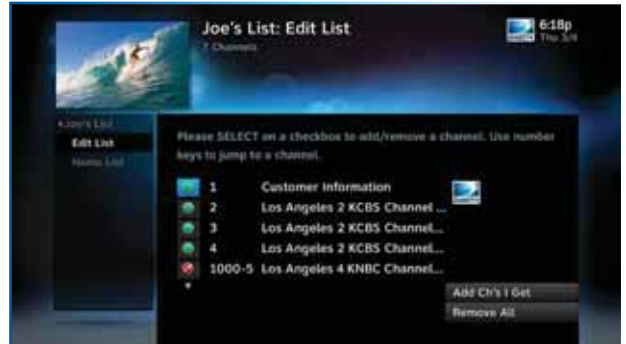 Joe's List: Edit List
7 Channels
6:18p
Thu 3/4
Joe's List
Edit List
Name List
Please SELECT on a checkbox to add/remove a channel. Use number
keys to jump to a channel.
1 Customer Information
2 Los Angeles 2 KCBS Channel ...
3 Los Angeles 2 KCBS Channel...
4 Los Angeles 2 KCBS Channel...
1000-5 Los Angeles 4 KNBC Channel...
Add Ch's I Get
Remove All